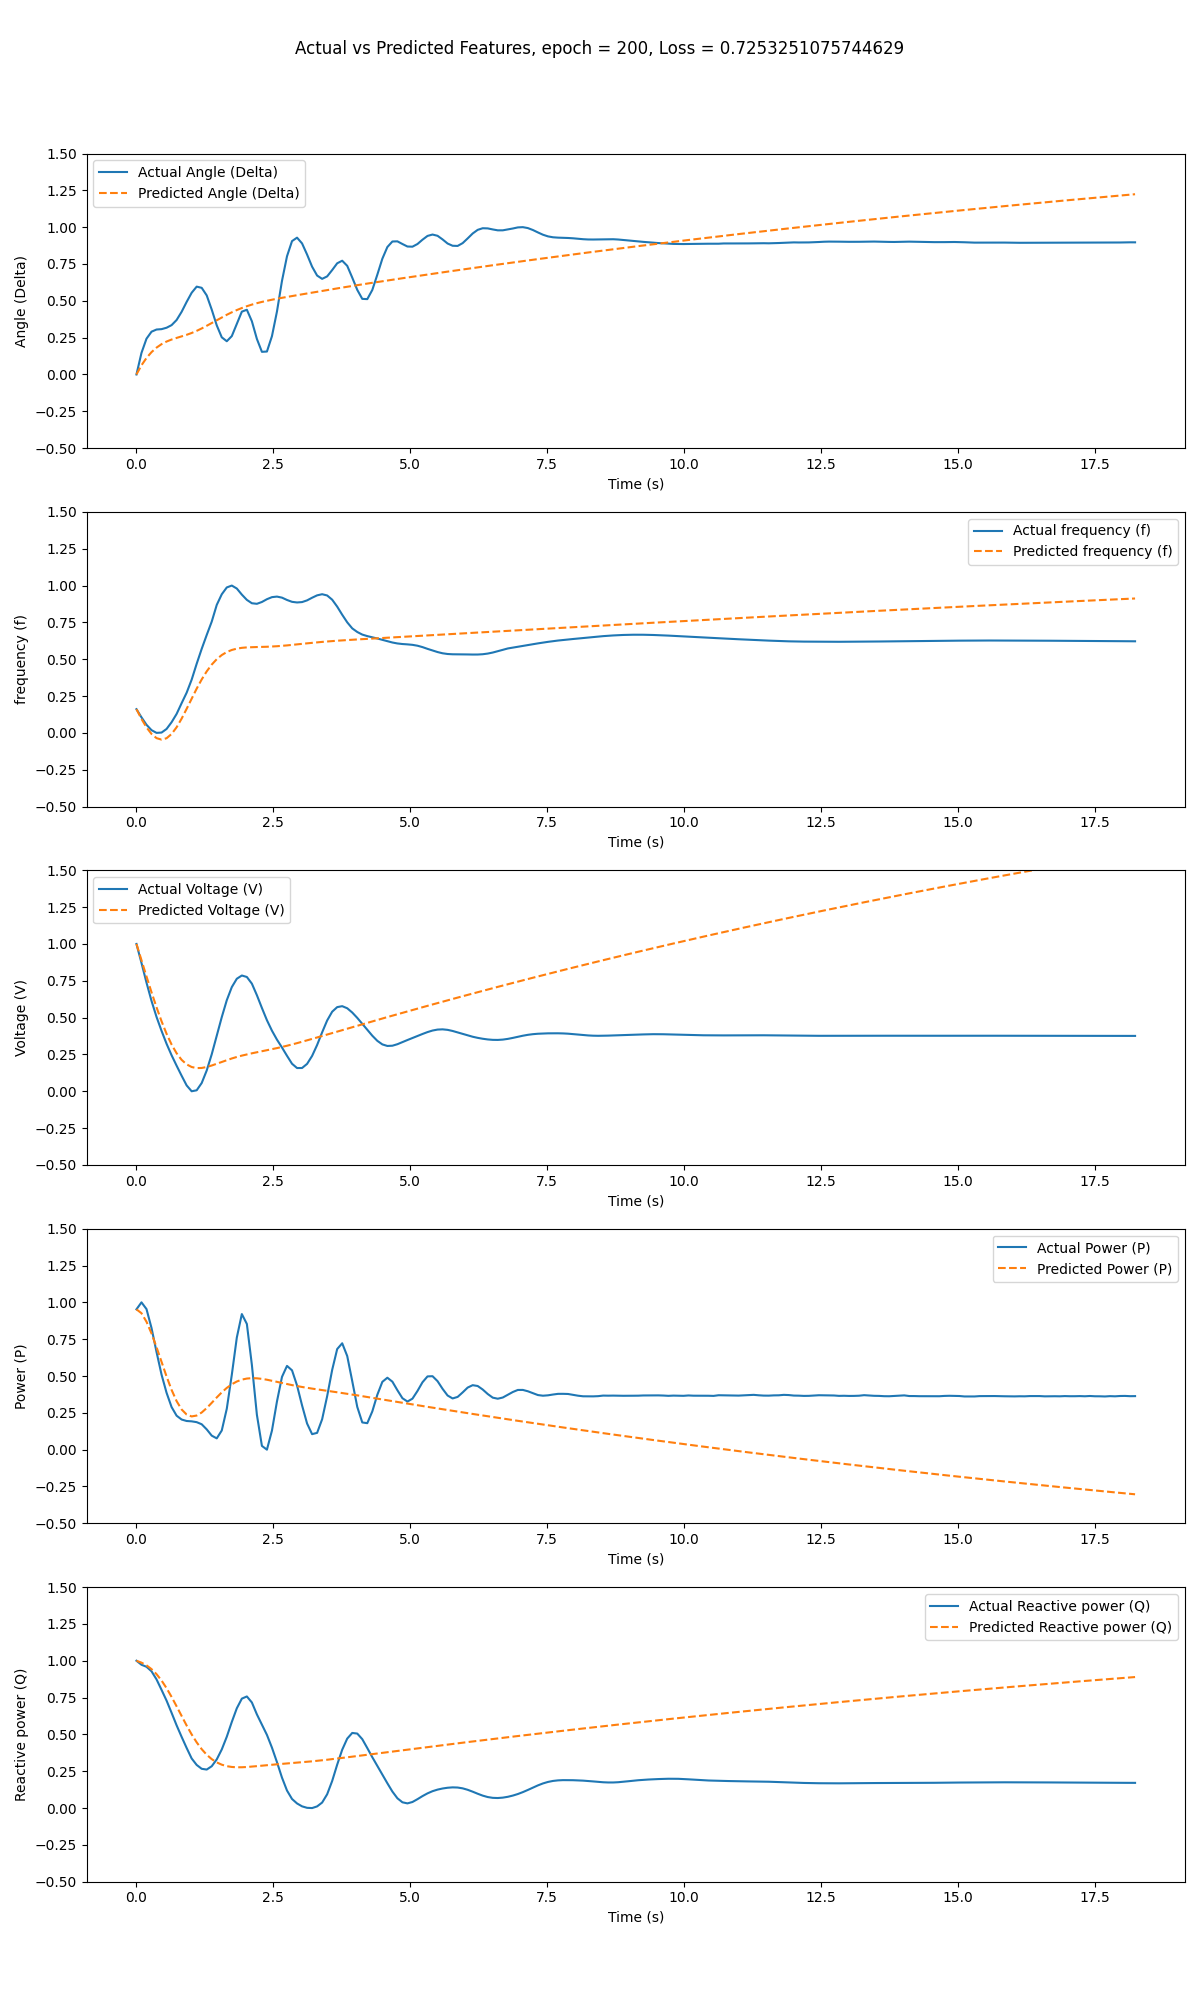 Actual vs Predicted Features, epoch = 200, Loss = 0.7253251075744629
1.50
1.25
1.00
0.75
0.50
0.25
0.00
−0.25
−0.50
Angle (Delta)
Actual Angle (Delta)
Predicted Angle (Delta)
0.0 2.5 5.0 7.5 10.0 12.5 15.0 17.5
Time (s)
1.50
1.25
1.00
0.75
0.50
0.25
0.00
−0.25
−0.50
frequency (f)
Actual frequency (f)
Predicted frequency (f)
0.0 2.5 5.0 7.5 10.0 12.5 15.0 17.5
Time (s)
1.50
1.25
1.00
0.75
0.50
0.25
0.00
−0.25
−0.50
Voltage (V)
Actual Voltage (V)
Predicted Voltage (V)
0.0 2.5 5.0 7.5 10.0 12.5 15.0 17.5
Time (s)
1.50
1.25
1.00
0.75
0.50
0.25
0.00
−0.25
−0.50
Power (P)
Actual Power (P)
Predicted Power (P)
0.0 2.5 5.0 7.5 10.0 12.5 15.0 17.5
Time (s)
1.50
1.25
1.00
0.75
0.50
0.25
0.00
−0.25
−0.50
Reactive power (Q)
Actual Reactive power (Q)
Predicted Reactive power (Q)
0.0 2.5 5.0 7.5 10.0 12.5 15.0 17.5
Time (s)